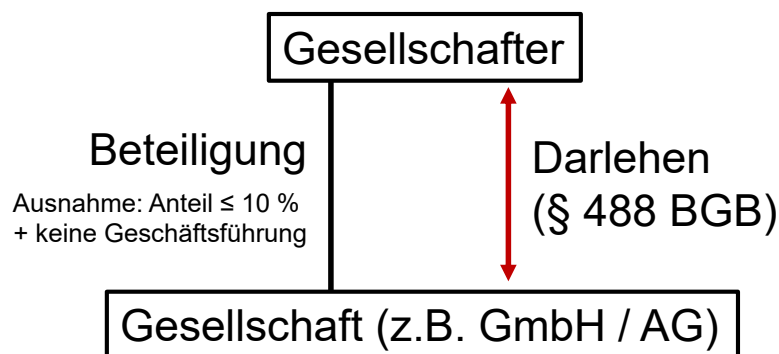 Gesellschafter
Beteiligung
Ausnahme: Anteil ≤ 10 %
+ keine Geschäftsführung
Darlehen
(§ 488 BGB)
Gesellschaft (z.B. GmbH / AG)